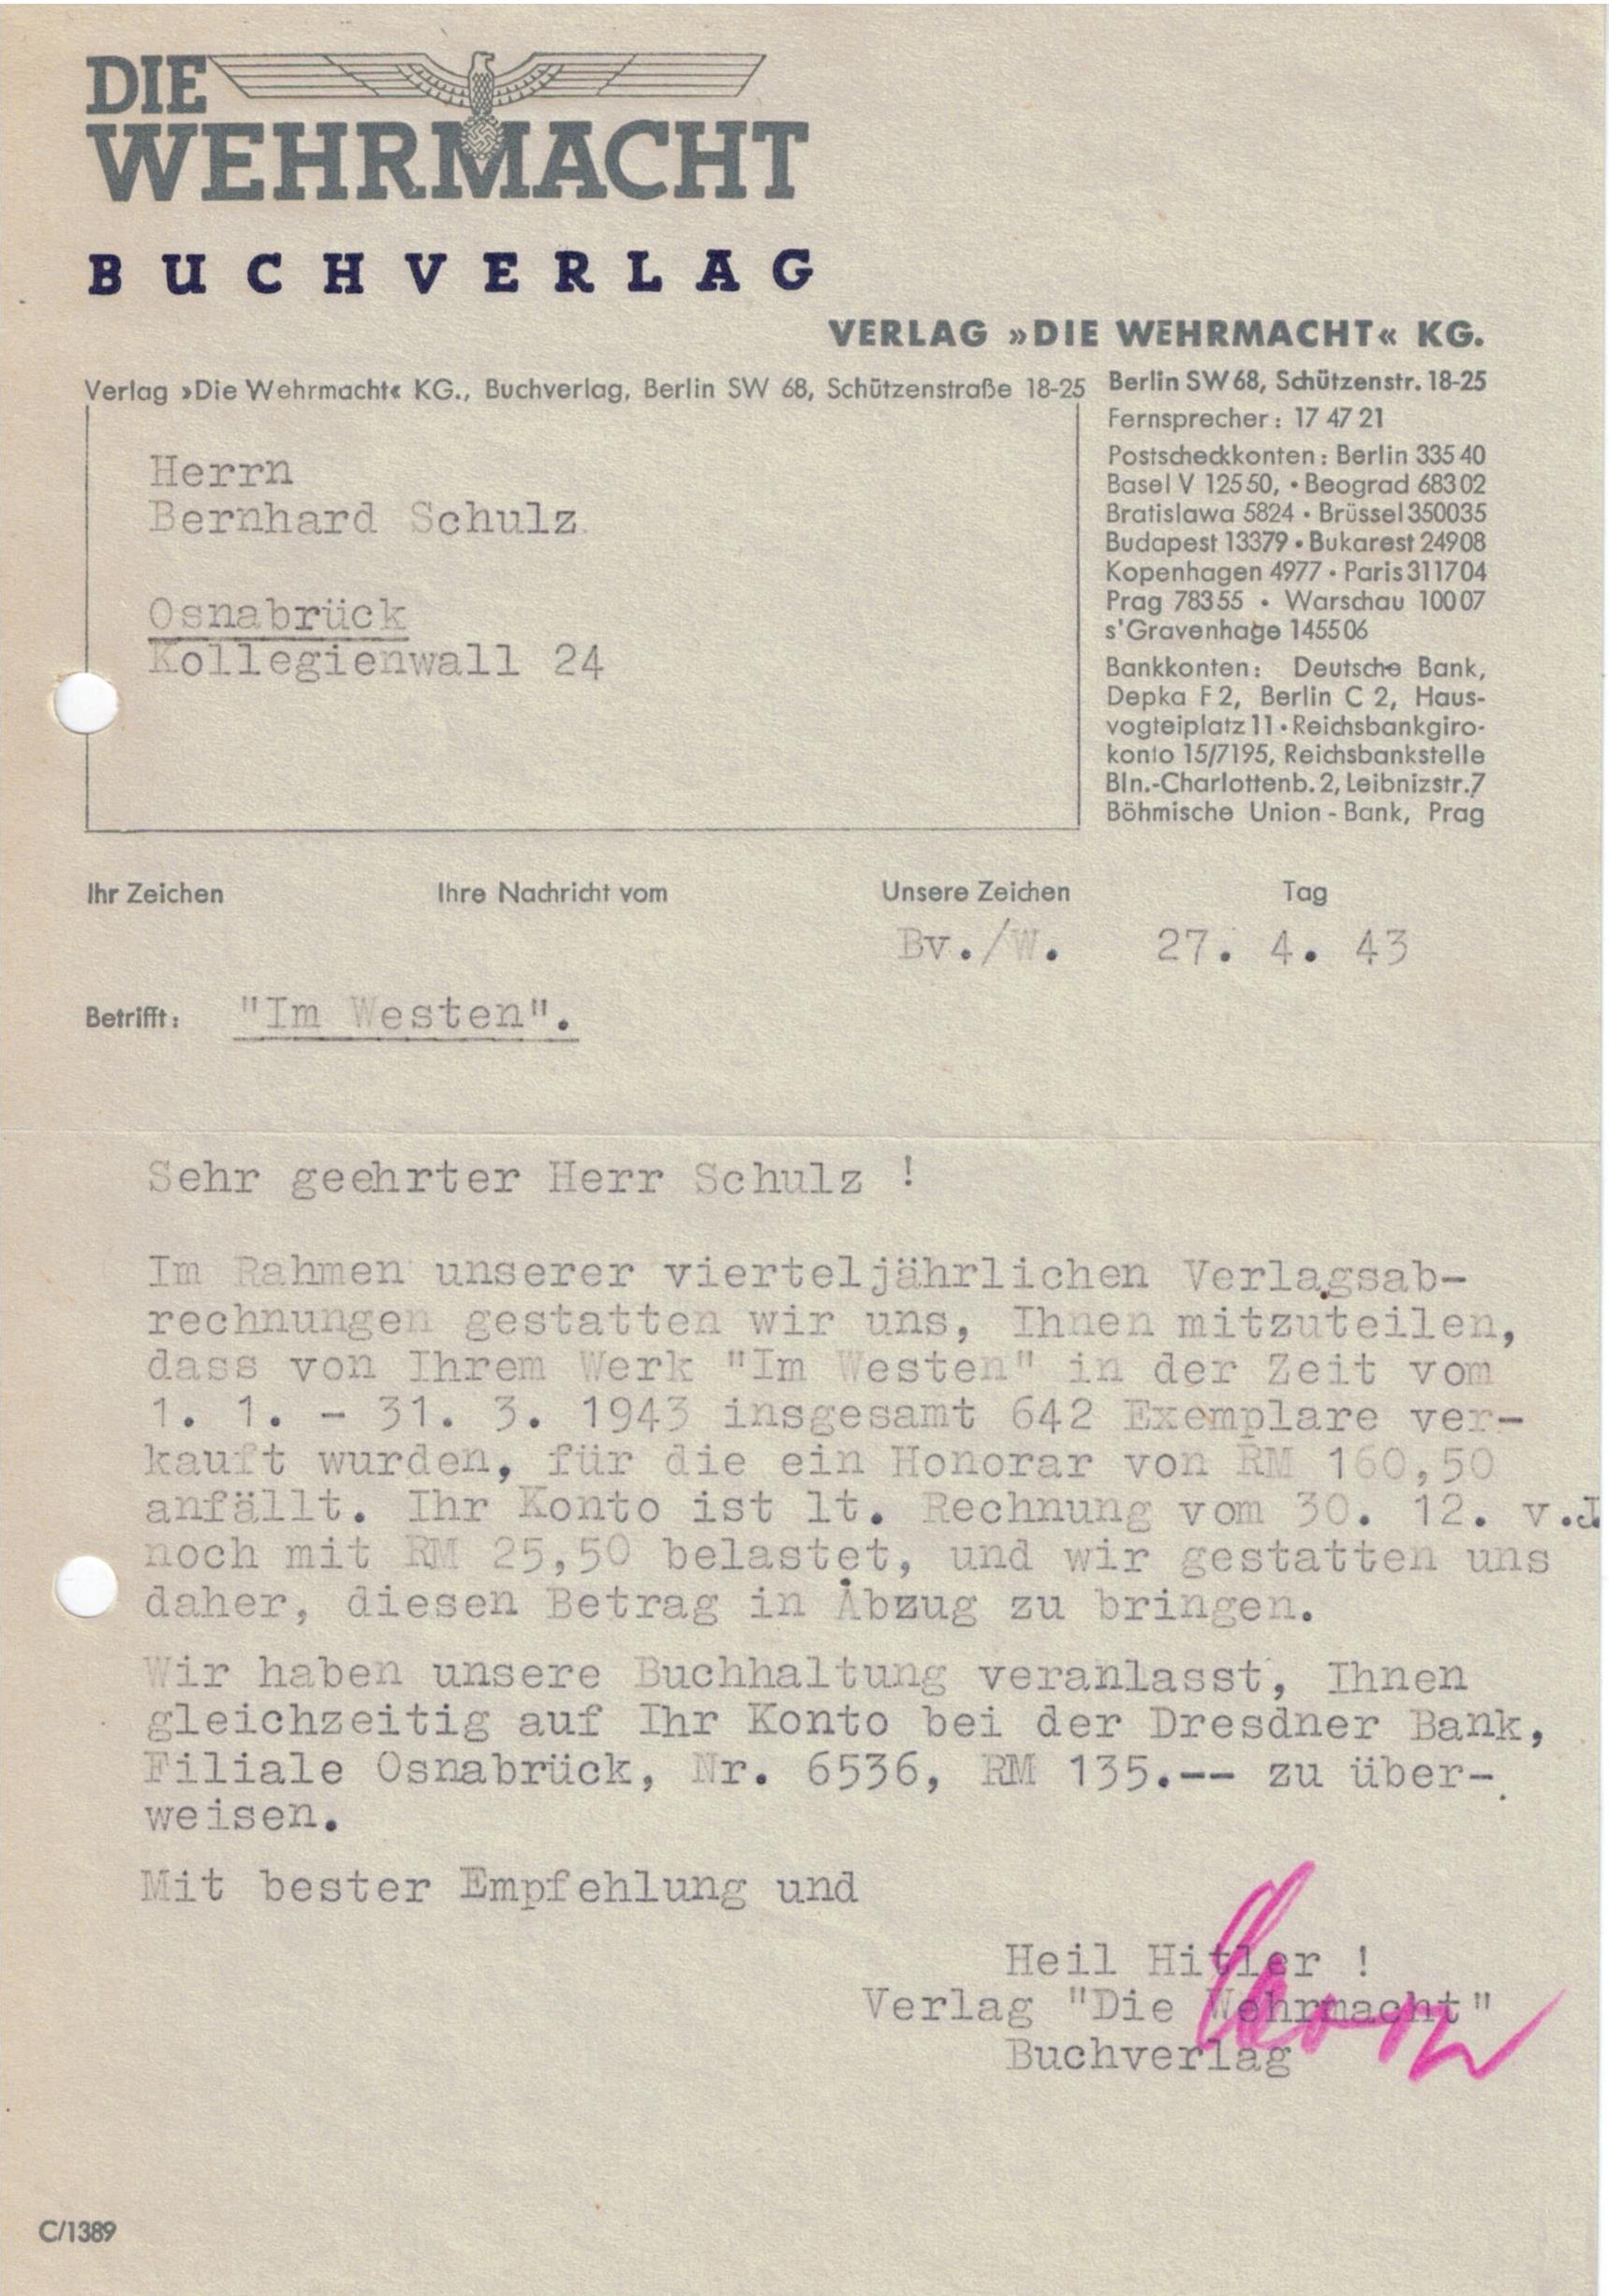 DIE
WEHRMACHT
BUCHVERLAG
VERLAG »DIE WEHRMACHT« KG.
Verlag »Die Wehrmacht« KG., Buchverlag, Berlin SW 68, Schützenstraße 18-25
Berlin SW 68, Schützenstr. 18-25
Fernsprecher: 17 47 21
Postscheckkonten: Berlin 335 40
Basel V 125 50, • Beograd 683 02
Bratislawa 5824 • Brüssel 350035
Budapest 13379 • Bukarest 24908
Kopenhagen 4977 • Paris 311704
Prag 783 55 • Warschau 100 07
s'Gravenhage 1455 06
Bankkonten: Deutsche Bank,
Depka F 2, Berlin C 2, Haus-
vogteiplatz 11 • Reichsbankgiro-
konto 15/7195, Reichsbankstelle
Bln.-Charlottenb. 2, Leibnizstr. 7
Böhmische Union - Bank, Prag
Herrn
Bernhard Schulz
Osnabrück
Kollegienwall 24
Ihr Zeichen Ihre Nachricht vom Unsere Zeichen Tag
Bv./W. 27. 4. 43
Betrifft: "Im Westen".
Sehr geehrter Herr Schulz !
Im Rahmen unserer vierteljährlichen Verlagsab-
rechnungen gestatten wir uns, Ihnen mitzuteilen,
dass von Ihrem Werk "Im Westen" in der Zeit vom
1. 1. - 31. 3. 1943 insgesamt 642 Exemplare ver-
kauft wurden, für die ein Honorar von RM 160,50
anfällt. Ihr Konto ist lt. Rechnung vom 30. 12. v.J.
noch mit RM 25,50 belastet, und wir gestatten uns
daher, diesen Betrag in Abzug zu bringen.
Wir haben unsere Buchhaltung veranlasst, Ihnen
gleichzeitig auf Ihr Konto bei der Dresdner Bank,
Filiale Osnabrück, Nr. 6536, RM 135.-- zu über-
weisen.
Mit bester Empfehlung und
Heil Hitler !
Verlag "Die Wehrmacht"
Buchverlag
C/1389